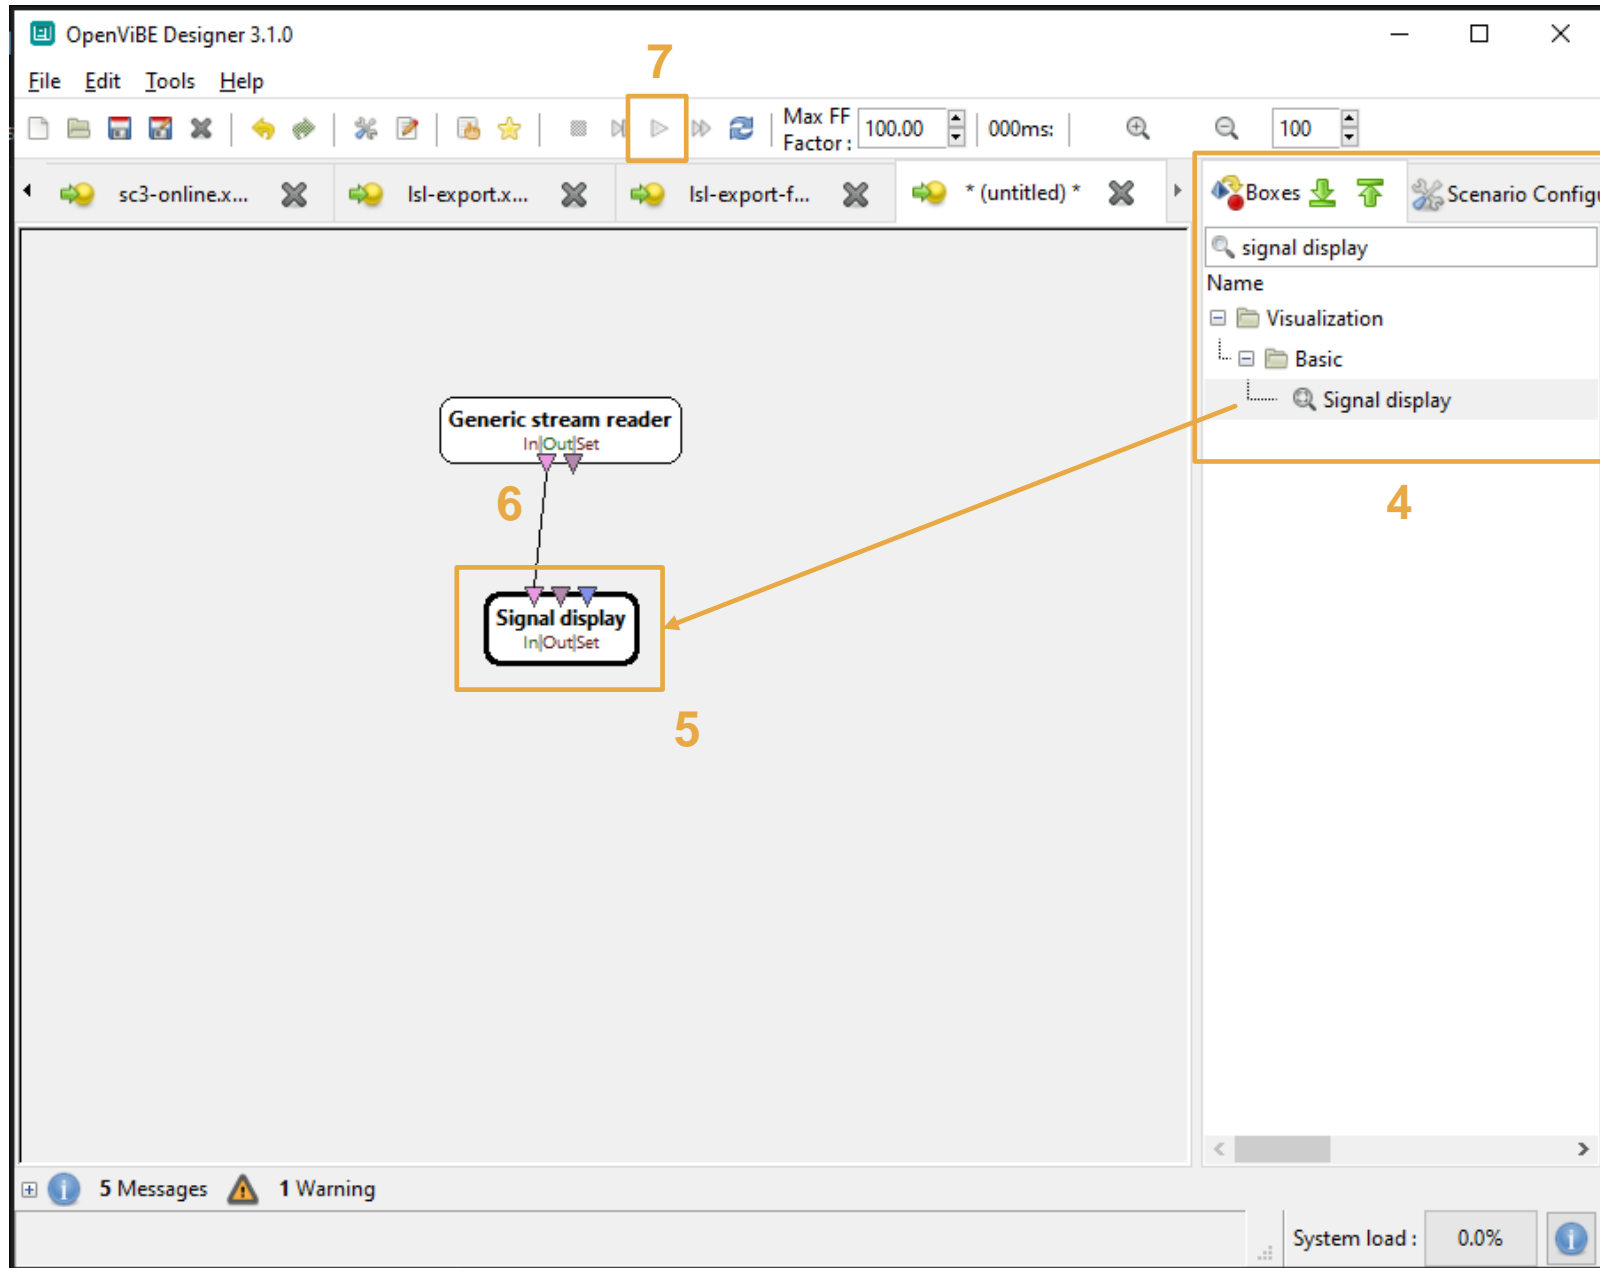 OpenViBE Designer 3.1.0
7
File Edit Tools Help
Max FF
Factor :
100.00
000ms:
100
sc3-online.x...
lsl-export.x...
lsl-export-f...
* (untitled) *
Boxes
Scenario Configu
signal display
Name
Visualization
Basic
Signal display
Generic stream reader
In|Out|Set
6
4
Signal display
In|Out|Set
5
5 Messages
1 Warning
System load :
0.0%